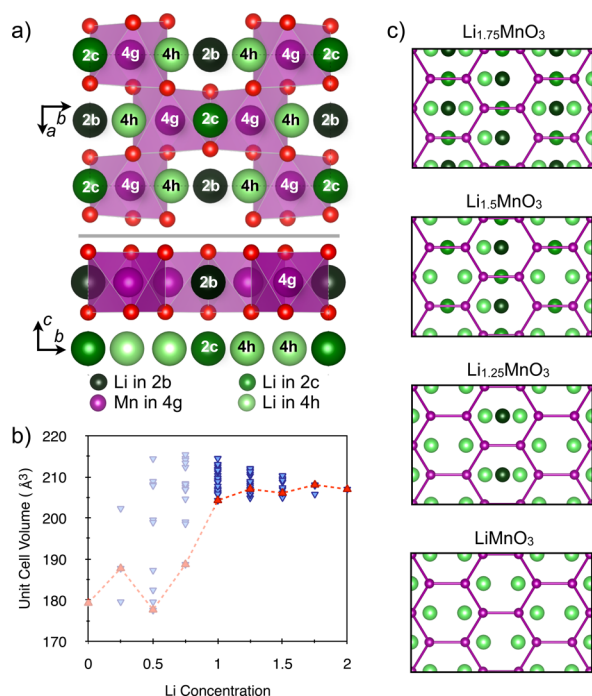 a)
2c 4g 4h 2b 4h 4g 2c
b
a
2b 4h 4g 2c 4g 4h 2b
2c 4g 4h 2b 4h 4g 2c
2b 4g
c
b
2c 4h 4h
Li in 2b Li in 2c
Mn in 4g Li in 4h
b)
Unit Cell Volume (Å³)
220
210
200
190
180
170
0 0.5 1 1.5 2
Li Concentration
c)
Li₁.₇₅MnO₃
Li₁.₅MnO₃
Li₁.₂₅MnO₃
LiMnO₃